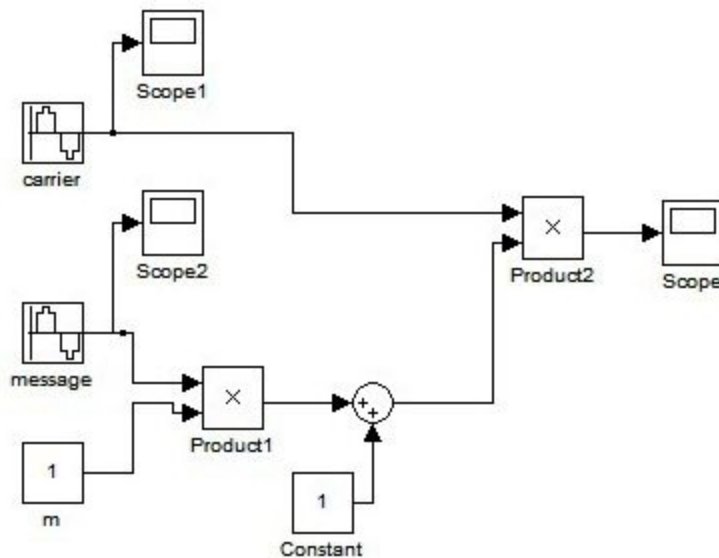 Scope1
carrier
Scope2
×
Product2
Scope
message
×
Product1
+
+
1
m
1
Constant